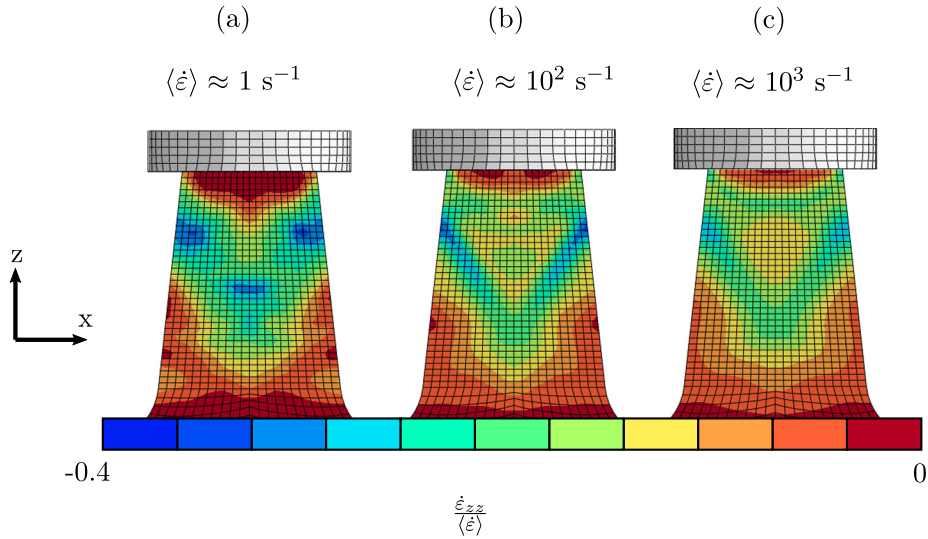 (a) (b) (c)
⟨ε̇⟩ ≈ 1 s⁻¹ ⟨ε̇⟩ ≈ 10² s⁻¹ ⟨ε̇⟩ ≈ 10³ s⁻¹
z
x
-0.4 0
ε̇zz
⟨ε̇⟩